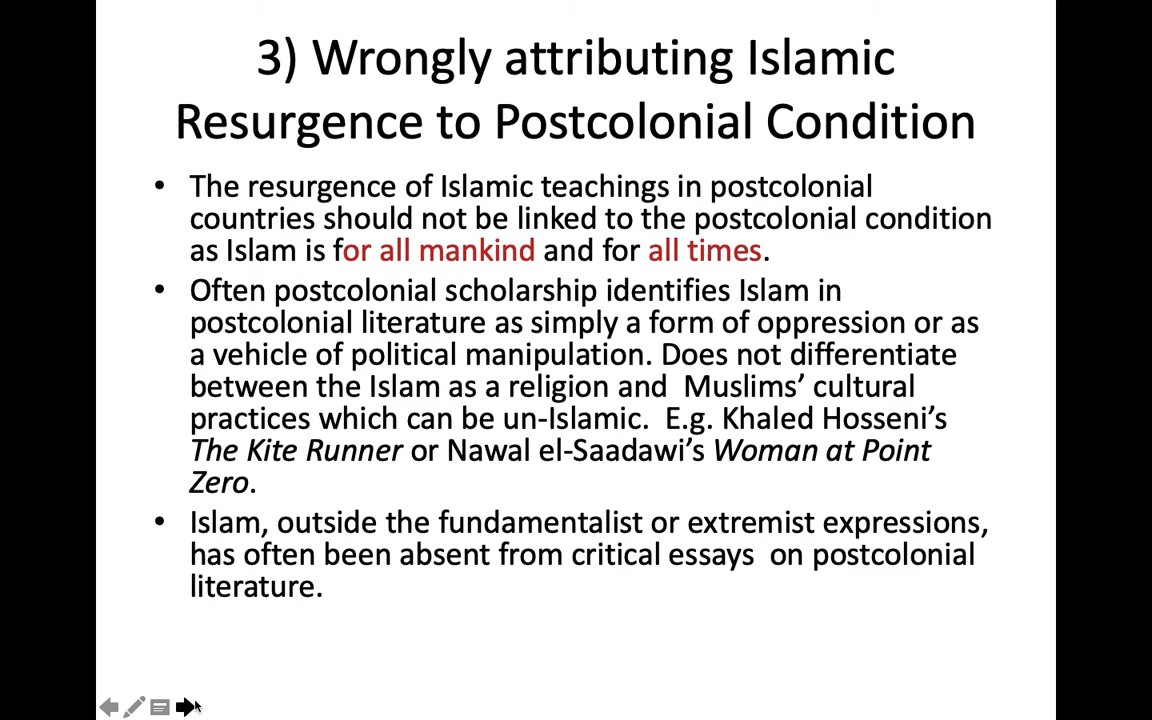 3) Wrongly attributing Islamic
Resurgence to Postcolonial Condition
• The resurgence of Islamic teachings in postcolonial
countries should not be linked to the postcolonial condition
as Islam is for all mankind and for all times.
• Often postcolonial scholarship identifies Islam in
postcolonial literature as simply a form of oppression or as
a vehicle of political manipulation. Does not differentiate
between the Islam as a religion and  Muslims’ cultural
practices which can be un-Islamic.  E.g. Khaled Hosseni’s
The Kite Runner or Nawal el-Saadawi’s Woman at Point
Zero.
• Islam, outside the fundamentalist or extremist expressions,
has often been absent from critical essays  on postcolonial
literature.